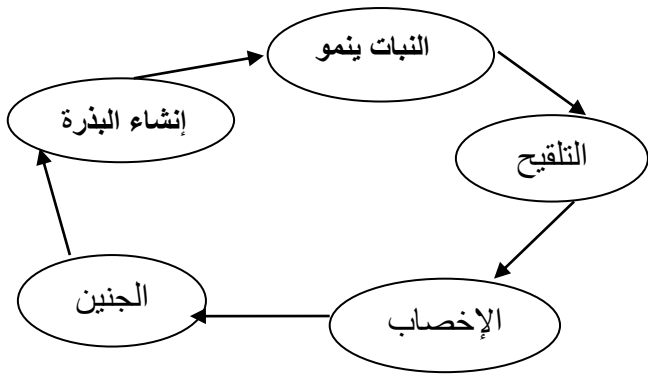 النبات ينمو
التلقيح
الإخصاب
الجنين
إنشاء البذرة